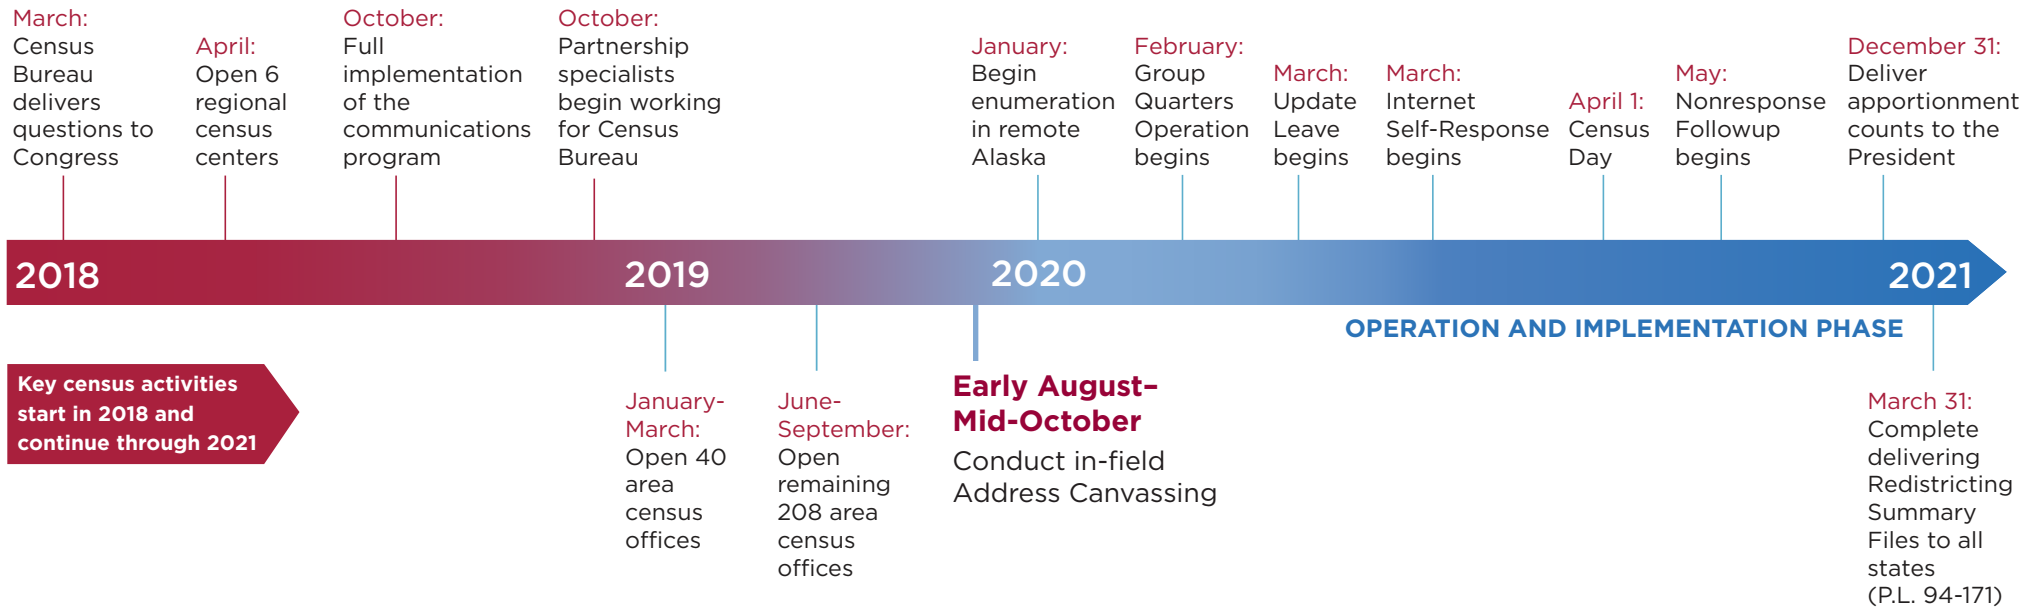 March:
Census
Bureau
delivers
questions to
Congress
April:
Open 6
regional
census
centers
October:
Full
implementation
of the
communications
program
October:
Partnership
specialists
begin working
for Census
Bureau
January:
Begin
enumeration
in remote
Alaska
February:
Group
Quarters
Operation
begins
March:
Update
Leave
begins
March:
Internet
Self-Response
begins
April 1:
Census
Day
May:
Nonresponse
Followup
begins
December 31:
Deliver
apportionment
counts to the
President
2018
2019
2020
2021
OPERATION AND IMPLEMENTATION PHASE
Key census activities
start in 2018 and
continue through 2021
January-
March:
Open 40
area
census
offices
June-
September:
Open
remaining
208 area
census
offices
Early August–
Mid-October
Conduct in-field
Address Canvassing
March 31:
Complete
delivering
Redistricting
Summary
Files to all
states
(P.L. 94-171)